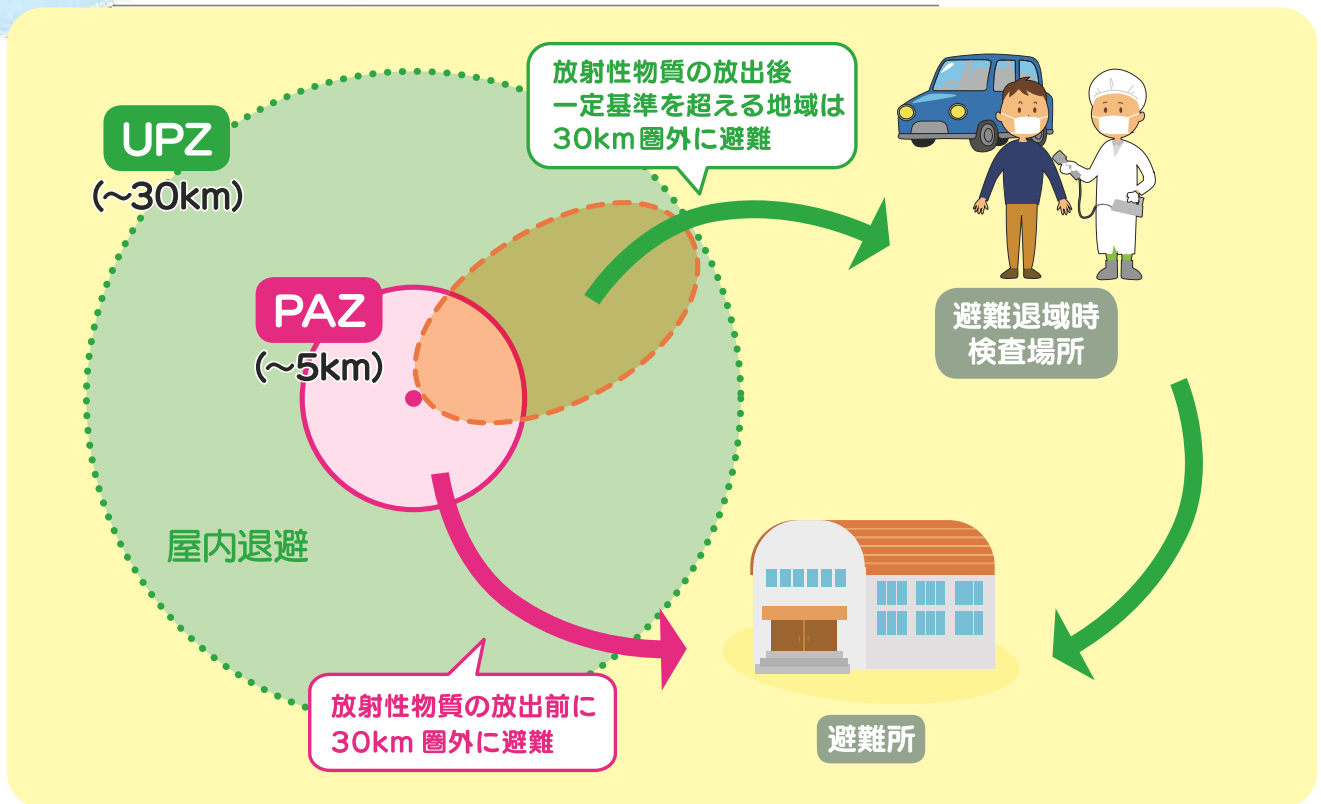 放射性物質の放出後
一定基準を超える地域は
30km圏外に避難
UPZ
(～30km)
PAZ
(～5km)
避難退域時
検査場所
屋内退避
放射性物質の放出前に
30km 圏外に避難
避難所